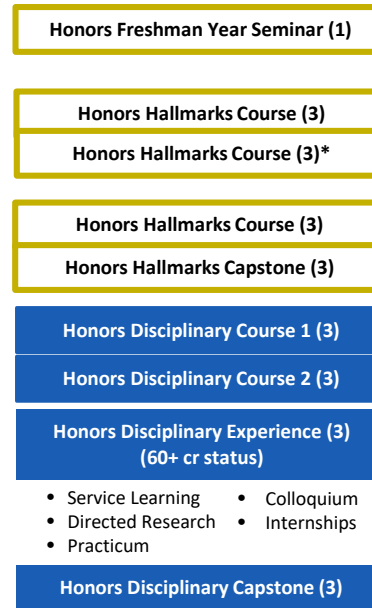 Honors Freshman Year Seminar (1)
Honors Hallmarks Course (3)
Honors Hallmarks Course (3)*
Honors Hallmarks Course (3)
Honors Hallmarks Capstone (3)
Honors Disciplinary Course 1 (3)
Honors Disciplinary Course 2 (3)
Honors Disciplinary Experience (3)
(60+ cr status)
• Service Learning
• Directed Research
• Practicum
• Colloquium
• Internships
Honors Disciplinary Capstone (3)